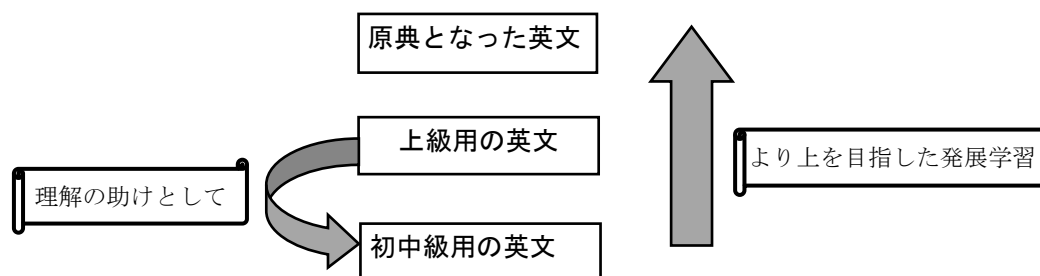 原典となった英文
上級用の英文
より上を目指した発展学習
理解の助けとして
初中級用の英文